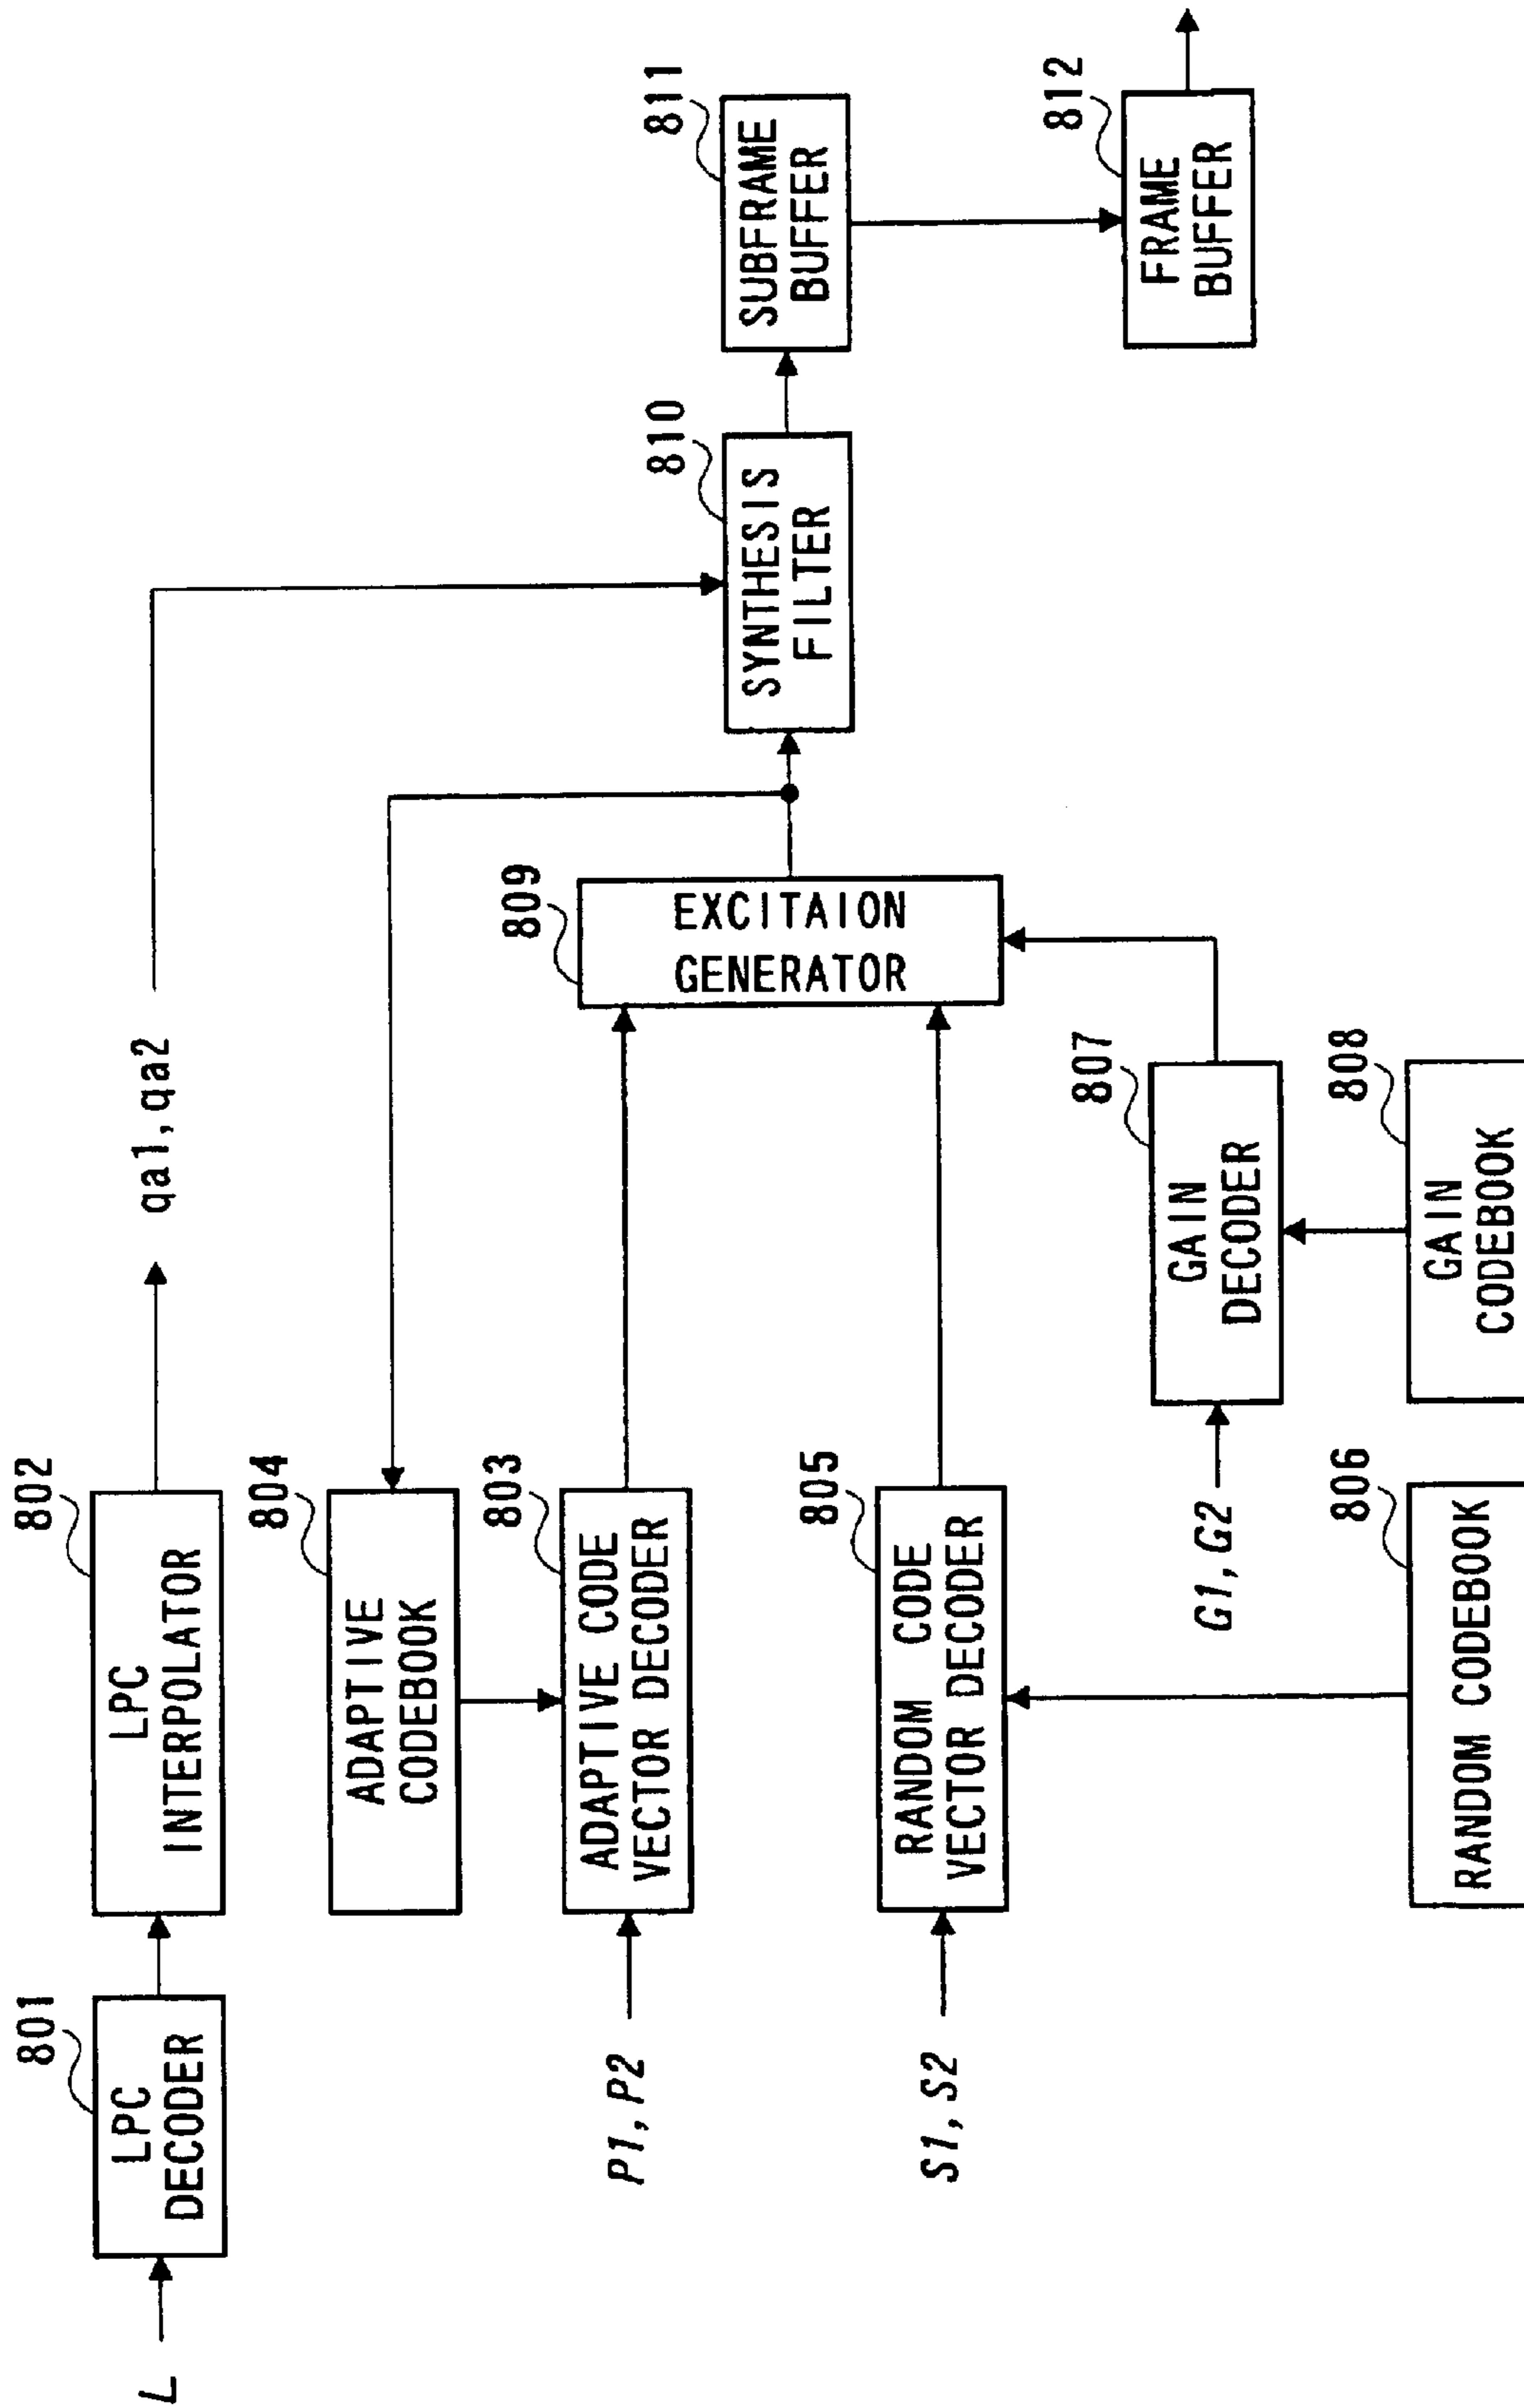 L
801
LPC
DECODER
802
LPC
INTERPOLATOR
qa1,qa2
804
ADAPTIVE
CODEBOOK
P1,P2
803
ADAPTIVE CODE
VECTOR DECODER
S1,S2
805
RANDOM CODE
VECTOR DECODER
806
RANDOM CODEBOOK
G1,G2
807
GAIN
DECODER
808
GAIN
CODEBOOK
809
EXCITAION
GENERATOR
810
SYNTHESIS
FILTER
811
SUBFRAME
BUFFER
812
FRAME
BUFFER